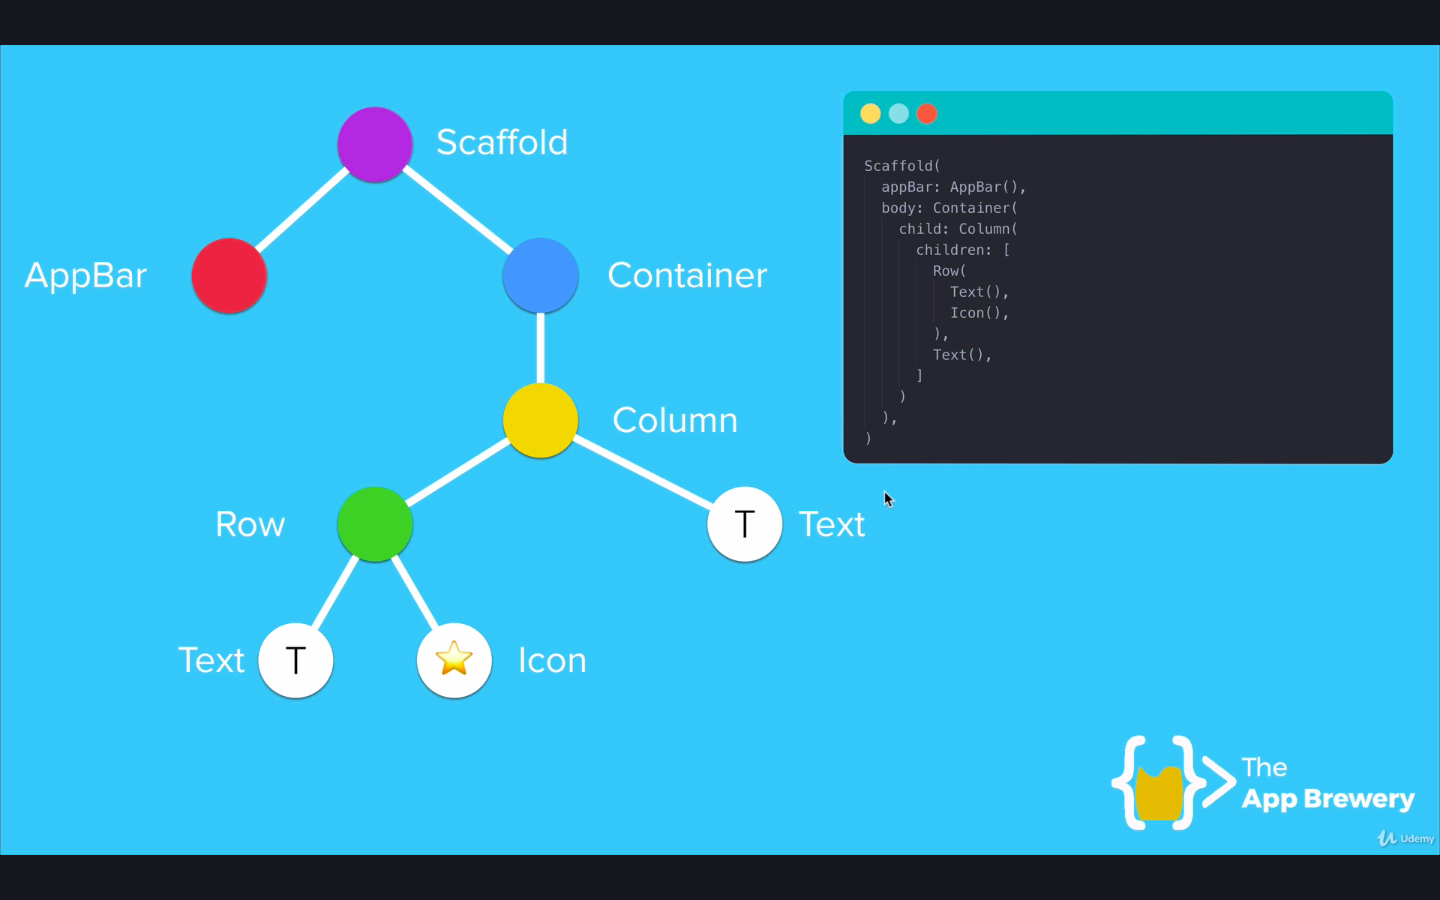 Scaffold
AppBar
Container
Column
Row
T
Text
Text
T
Icon
Scaffold(
appBar: AppBar(),
body: Container(
child: Column(
children: [
Row(
Text(),
Icon(),
),
Text(),
]
)
),
)
The
App Brewery
Udemy